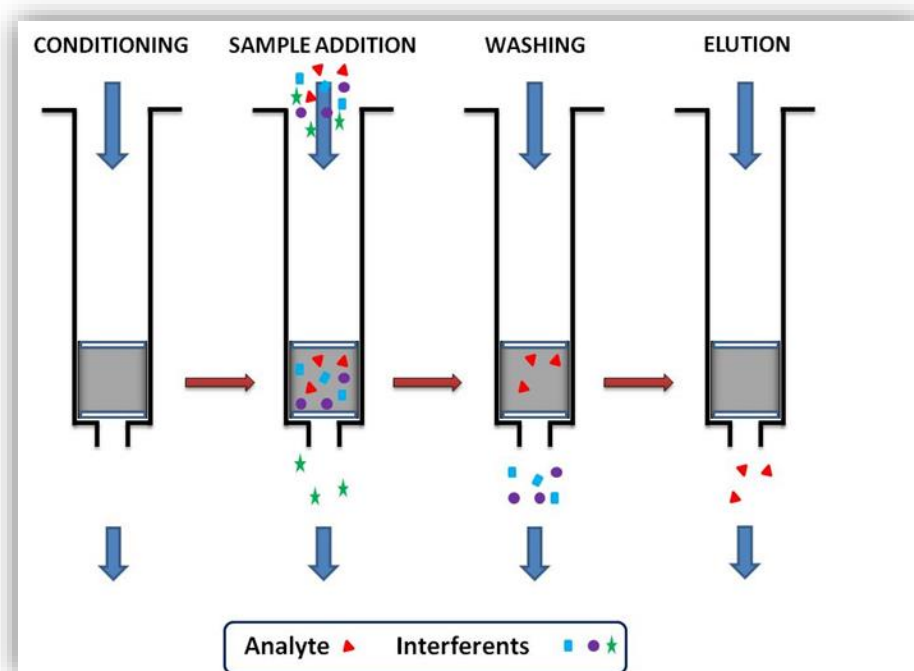 CONDITIONING SAMPLE ADDITION WASHING ELUTION
Analyte Interferents